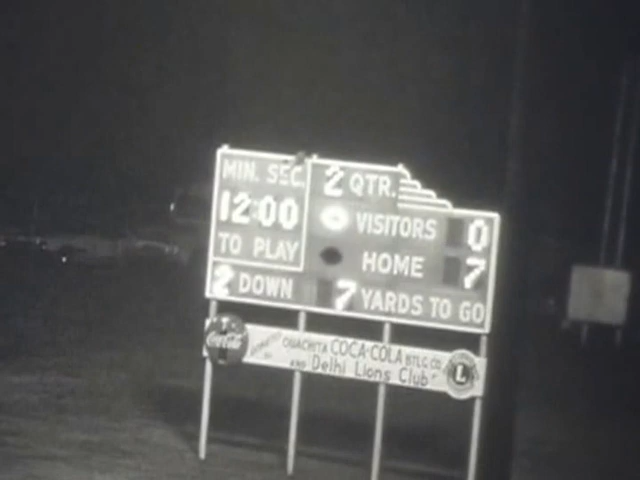 MIN. SEC.
12:00
TO PLAY
2 QTR.
VISITORS 0
HOME 7
2 DOWN 7 YARDS TO GO
Coca-Cola
OUACHITA COCA-COLA BTLG. CO.
AND Delhi Lions Club
L